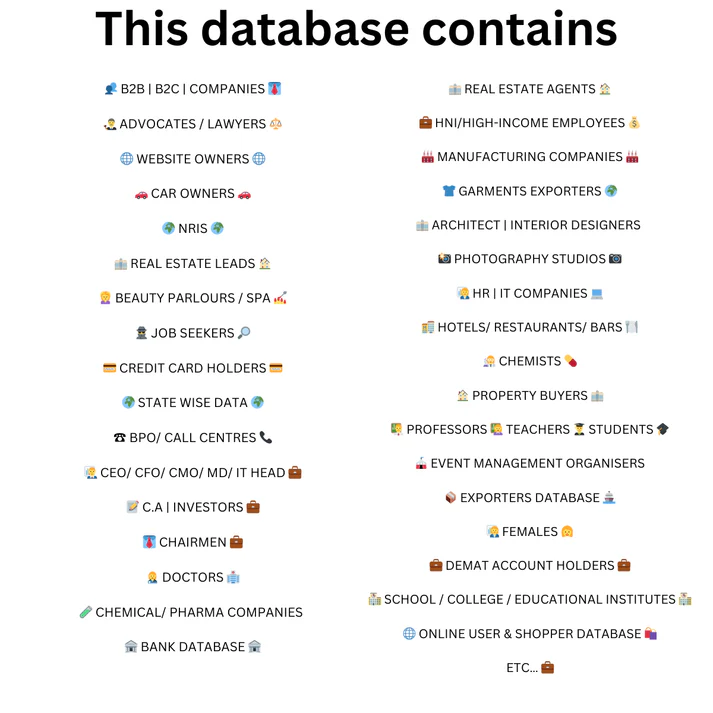 This database contains
B2B | B2C | COMPANIES
ADVOCATES / LAWYERS
WEBSITE OWNERS
CAR OWNERS
NRIS
REAL ESTATE LEADS
BEAUTY PARLOURS / SPA
JOB SEEKERS
CREDIT CARD HOLDERS
STATE WISE DATA
BPO/ CALL CENTRES
CEO/ CFO/ CMO/ MD/ IT HEAD
C.A | INVESTORS
CHAIRMEN
DOCTORS
CHEMICAL/ PHARMA COMPANIES
BANK DATABASE
REAL ESTATE AGENTS
HNI/HIGH-INCOME EMPLOYEES
MANUFACTURING COMPANIES
GARMENTS EXPORTERS
ARCHITECT | INTERIOR DESIGNERS
PHOTOGRAPHY STUDIOS
HR | IT COMPANIES
HOTELS/ RESTAURANTS/ BARS
CHEMISTS
PROPERTY BUYERS
PROFESSORS TEACHERS STUDENTS
EVENT MANAGEMENT ORGANISERS
EXPORTERS DATABASE
FEMALES
DEMAT ACCOUNT HOLDERS
SCHOOL / COLLEGE / EDUCATIONAL INSTITUTES
ONLINE USER & SHOPPER DATABASE
ETC...